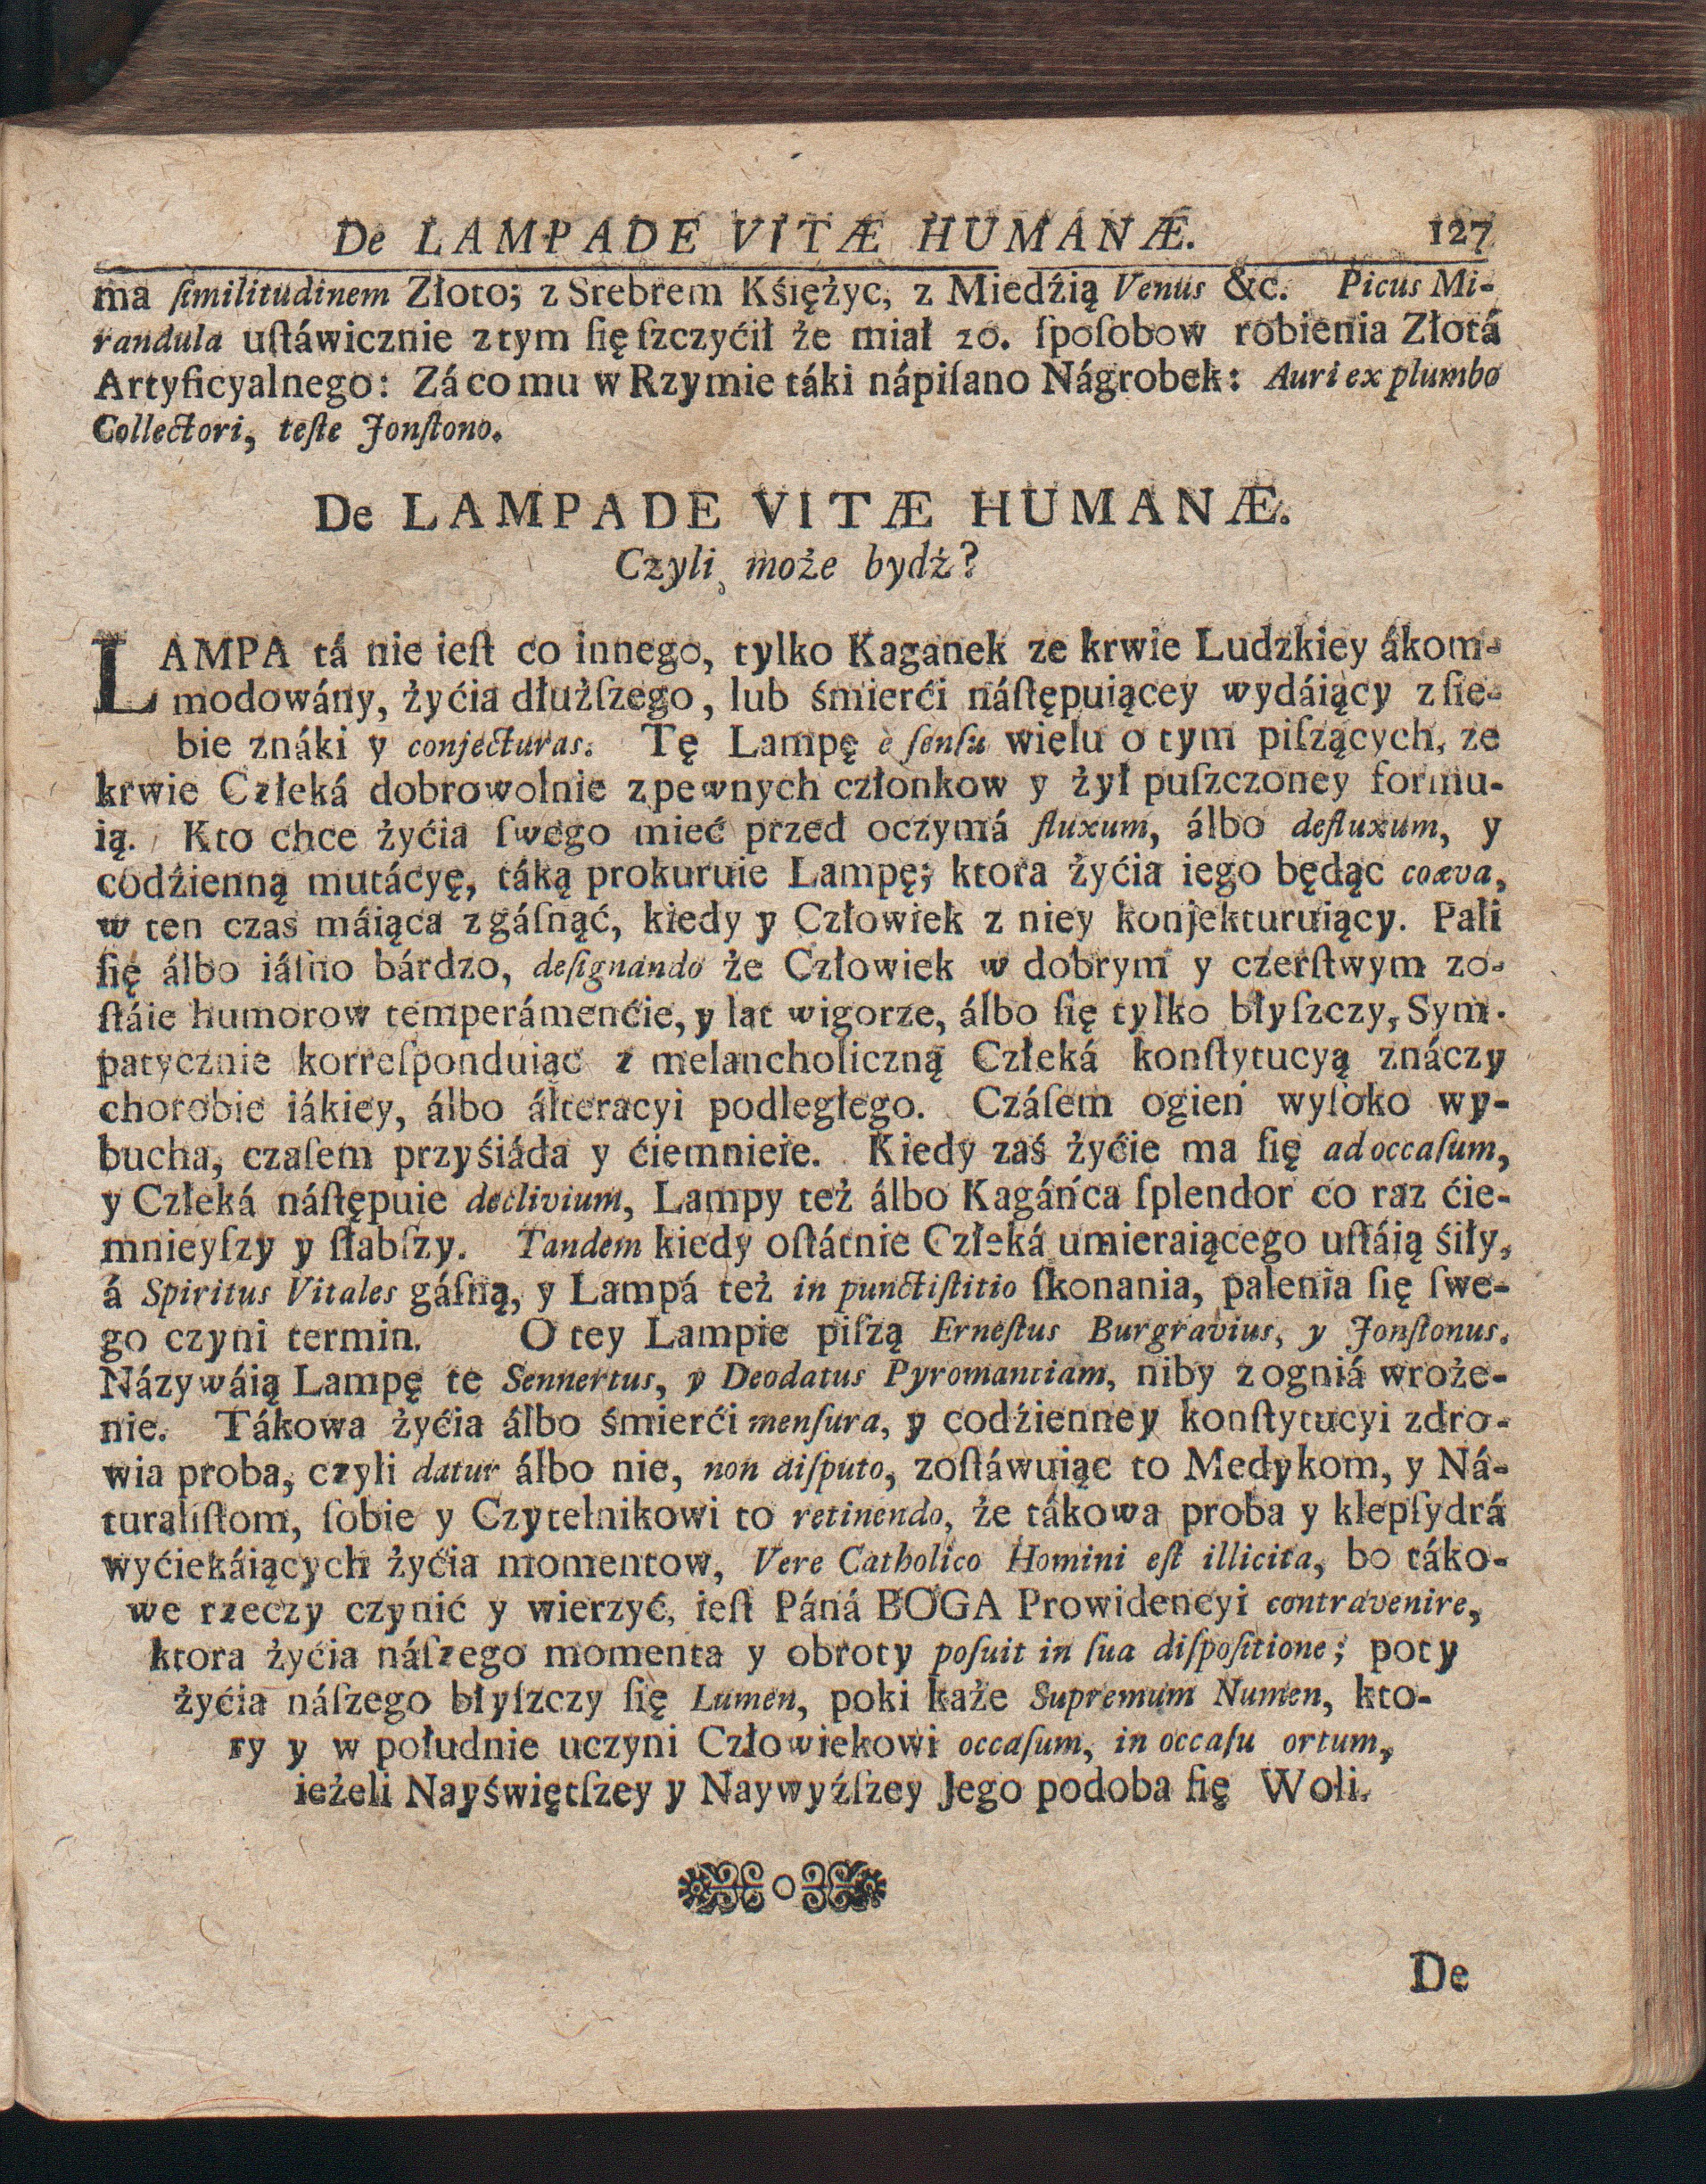 De LAMPADE VITÆ HUMANÆ. 127
ma ſimilitudinem Złoto; z Srebrem Kśiężyc, z Miedźią Venus &c. Picus Mi-
randula uſtáwicznie z tym ſię ſzczyćił że miał 20. ſpoſobow robienia Złotá
Artyficyalnego: Zá co mu w Rzymie táki nápiſano Nágrobek: Auri ex plumbo
Collectori, teſte Jonſtono.
De LAMPADE VITÆ HUMANÆ.
Czyli może bydż?
LAMPA tá nie ieſt co innego, tylko Kaganek ze krwie Ludzkiey ákom-
modowány, żyćia dłużſzego, lub śmierći náſtępuiącey wydáiący z ſie-
bie znáki y conjecturas. Tę Lampę è ſenſu wielu o tym piſzących, ze
krwie Człeká dobrowolnie z pewnych członkow y żył puſzczoney formu-
ią. Kto chce żyćia ſwego mieć przed oczymá fluxum, álbo defluxum, y
codźienną mutácyę, táką prokuruie Lampę; ktora żyćia iego będąc coæva,
w ten czas máiąca zgáſnąć, kiedy y Człowiek z niey konjekturuiący. Pali
ſię álbo iáſno bárdzo, deſignando że Człowiek w dobrym y czerſtwym zo-
ſtáie humorow temperámenćie, y lat wigorze, álbo ſię tylko błyſzczy, Sym-
patycznie korreſponduiąc z melancholiczną Człeká konſtytucyą znáczy
chorobie iákiey, álbo álteracyi podległego. Czáſem ogień wyſoko wy-
bucha, czaſem przyśiáda y ćiemnieie. Kiedy zaś żyćie ma ſię ad occaſum,
y Człeká náſtępuie declivium, Lampy też álbo Kagáńca ſplendor co raz ćie-
mnieyſzy y ſłabſzy. Tandem kiedy oſtátnie Człeká umieraiącego uſtáią śiły,
á Spiritus Vitales gáſną, y Lampá też in punctiſtitio ſkonania, palenia ſię ſwe-
go czyni termin. O tey Lampie piſzą Erneſtus Burgravius, y Jonſtonus.
Názywáią Lampę te Sennertus, y Deodatus Pyromantiam, niby z ogniá wroże-
nie. Tákowa żyćia álbo śmierći menſura, y codźienney konſtytucyi zdro-
wia proba, czyli datur álbo nie, non diſputo, zoſtáwuiąc to Medykom, y Ná-
turaliſtom, ſobie y Czytelnikowi to retinendo, że tákowa proba y klepſydrá
wyćiekáiących żyćia momentow, Vere Catholico Homini eſt illicita, bo táko-
we rzeczy czynić y wierzyć, ieſt Páná BOGA Prowidencyi contravenire,
ktora żyćia náſzego momenta y obroty poſuit in ſua diſpoſitione; poty
żyćia náſzego błyſzczy ſię Lumen, poki każe Supremum Numen, kto-
ry y w południe uczyni Człowiekowi occaſum, in occaſu ortum,
ieżeli Nayświętſzey y Naywyźſzey Jego podoba ſię Woli.
De